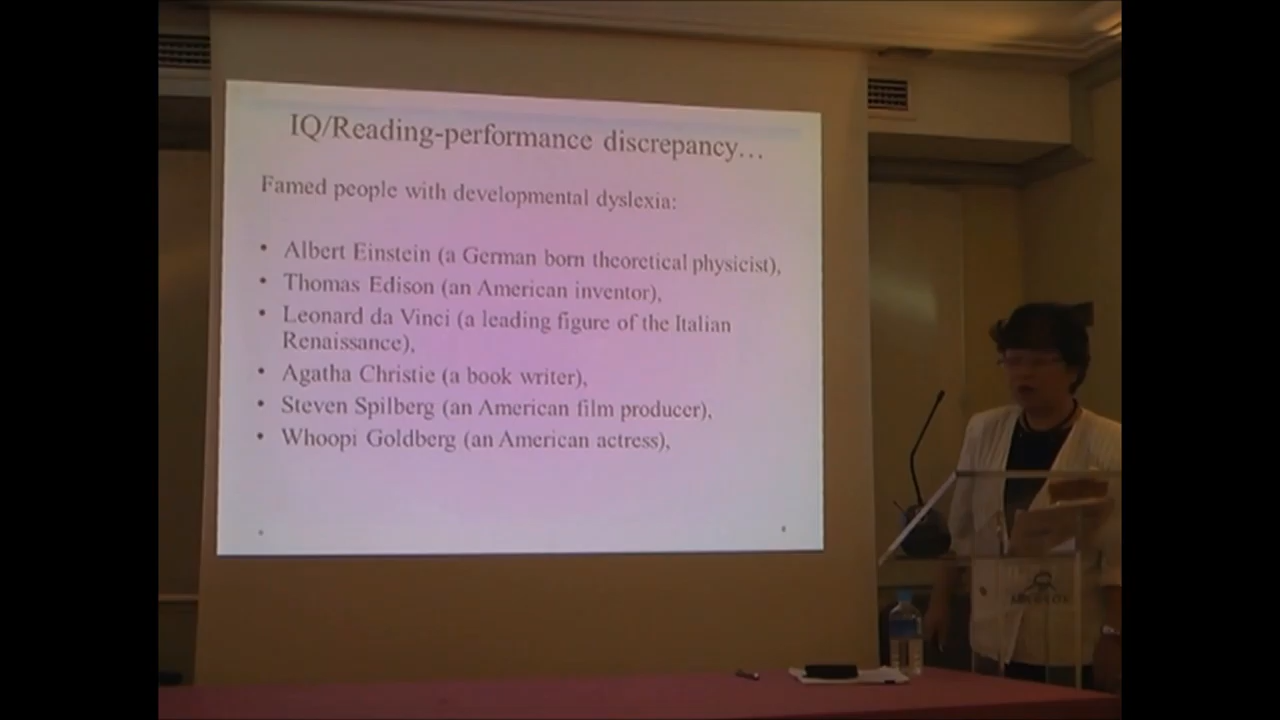 IQ/Reading-performance discrepancy…
Famed people with developmental dyslexia:
• Albert Einstein (a German born theoretical physicist),
• Thomas Edison (an American inventor),
• Leonard da Vinci (a leading figure of the Italian
Renaissance),
• Agatha Christie (a book writer),
• Steven Spilberg (an American film producer),
• Whoopi Goldberg (an American actress),